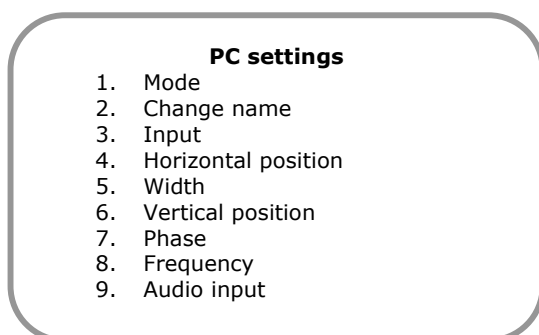 PC settings
1. Mode
2. Change name
3. Input
4. Horizontal position
5. Width
6. Vertical position
7. Phase
8. Frequency
9. Audio input